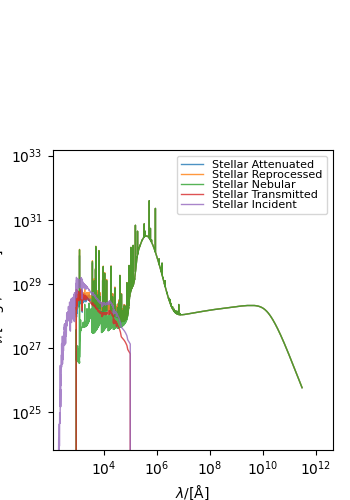 10^33
10^31
10^29
10^27
10^25
Stellar Attenuated
Stellar Reprocessed
Stellar Nebular
Stellar Transmitted
Stellar Incident
10^4 10^6 10^8 10^10 10^12
λ/[Å]